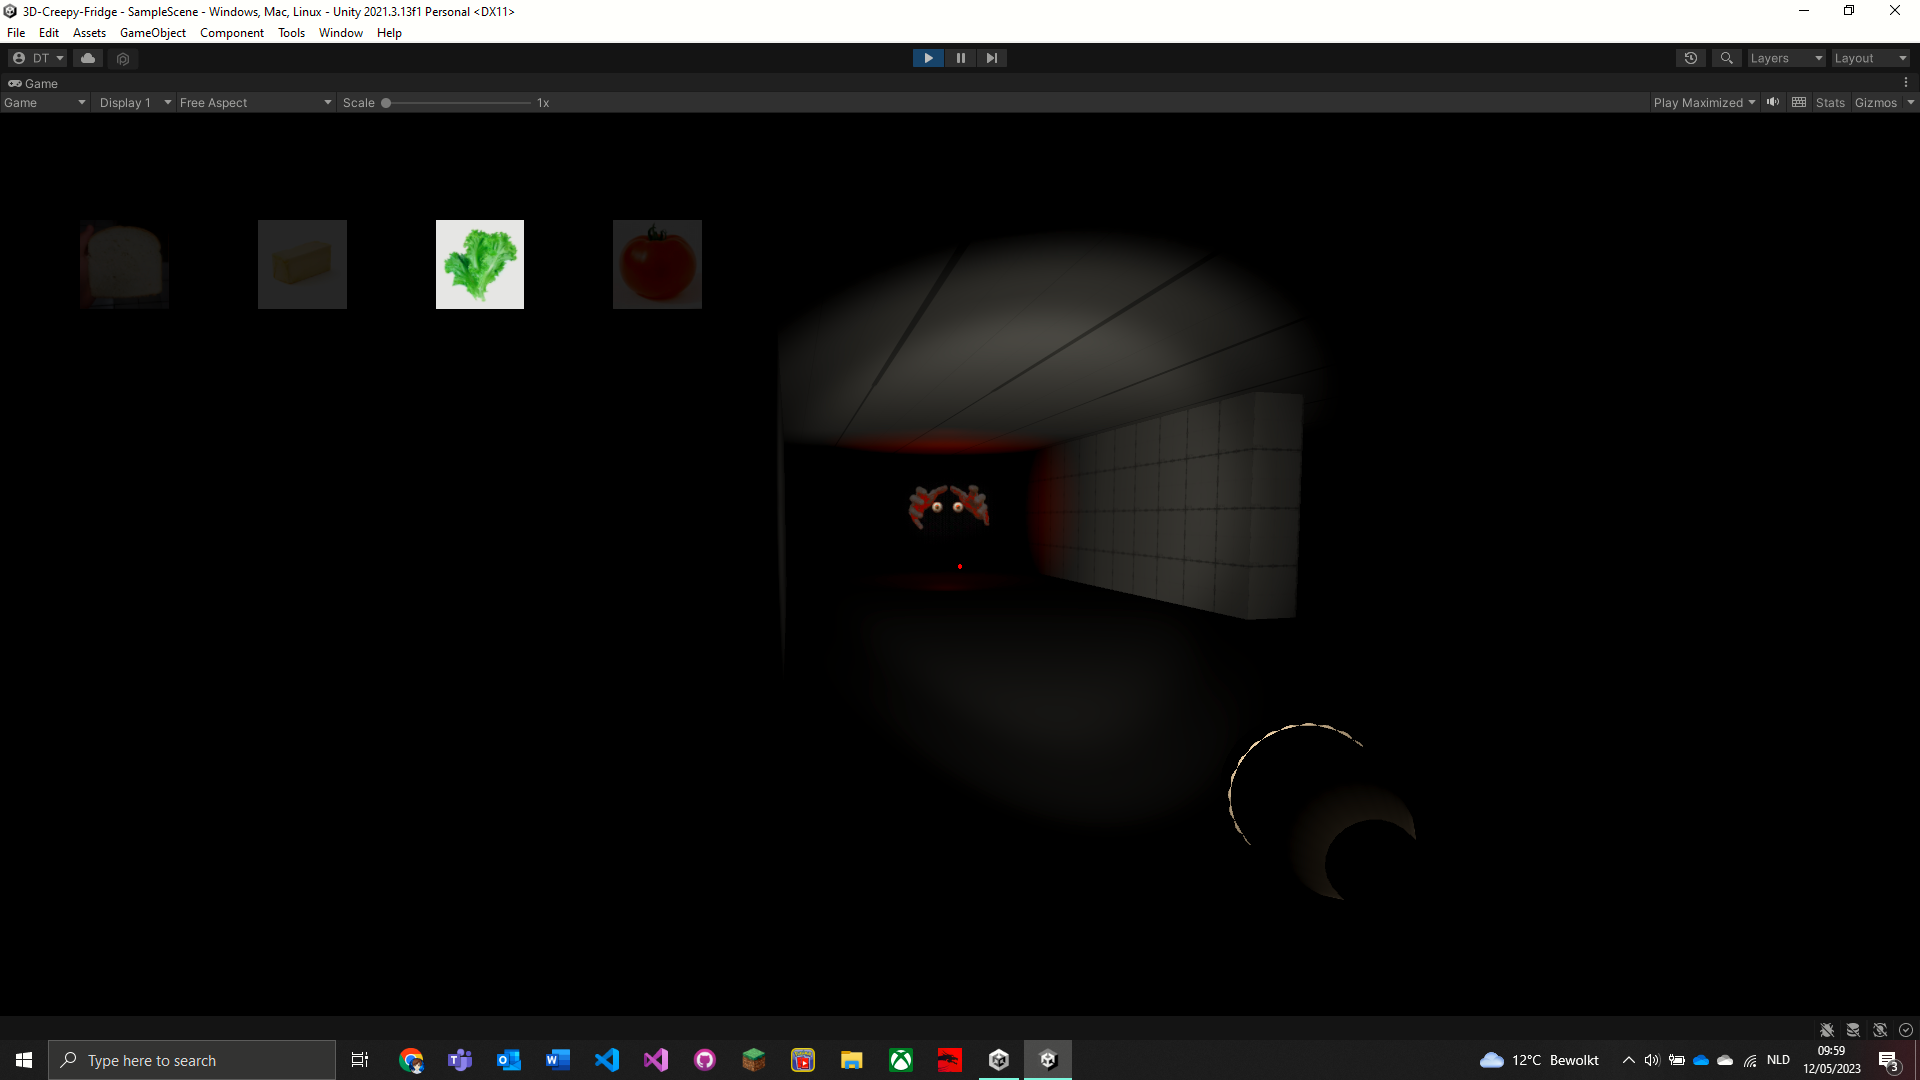 3D-Creepy-Fridge - SampleScene - Windows, Mac, Linux - Unity 2021.3.13f1 Personal <DX11>
File Edit Assets GameObject Component Tools Window Help
DT Layers Layout
Game
Game Display 1 Free Aspect Scale 1x Play Maximized Stats Gizmos
Type here to search
12°C Bewolkt
NLD
09:59
12/05/2023
3